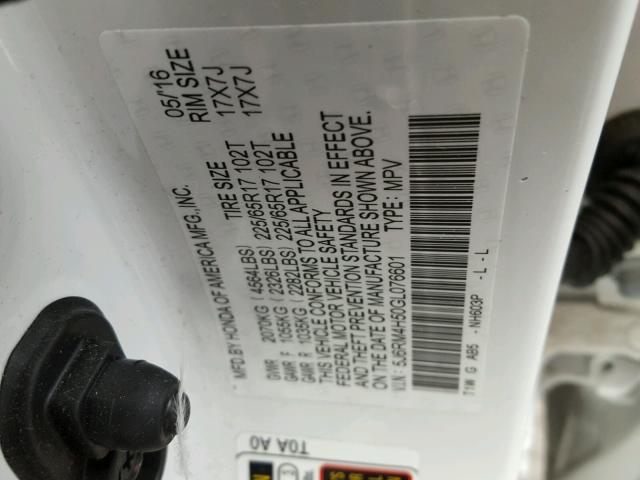 MFD.BY HONDA OF AMERICA MFG.,INC. 05/16
TIRE SIZE RIM SIZE
GVWR 2070KG (4564LBS) 225/65R17 102T 17X7J
GAWR F 1055KG (2326LBS) 225/65R17 102T 17X7J
GAWR R 1035KG (2282LBS)
THIS VEHICLE CONFORMS TO ALL APPLICABLE
FEDERAL MOTOR VEHICLE SAFETY
AND THEFT PREVENTION STANDARDS IN EFFECT
ON THE DATE OF MANUFACTURE SHOWN ABOVE.
V.I.N: 5J6RM4H50GL076601 TYPE: MPV
T1W G AB5 -NH603P - L - L
T0A A0